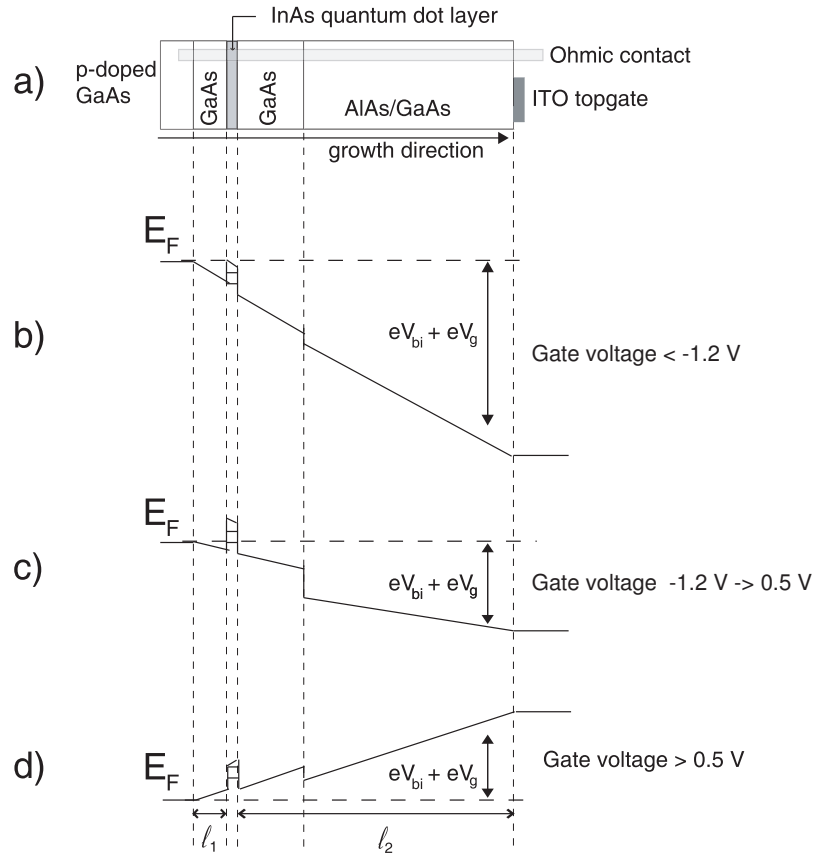 InAs quantum dot layer
a)
p-doped
GaAs
GaAs
GaAs
AlAs/GaAs
Ohmic contact
ITO topgate
growth direction
b)
E_F
eV_bi + eV_g
Gate voltage < -1.2 V
c)
E_F
eV_bi + eV_g
Gate voltage -1.2 V -> 0.5 V
d)
E_F
eV_bi + eV_g
Gate voltage > 0.5 V
ℓ_1
ℓ_2